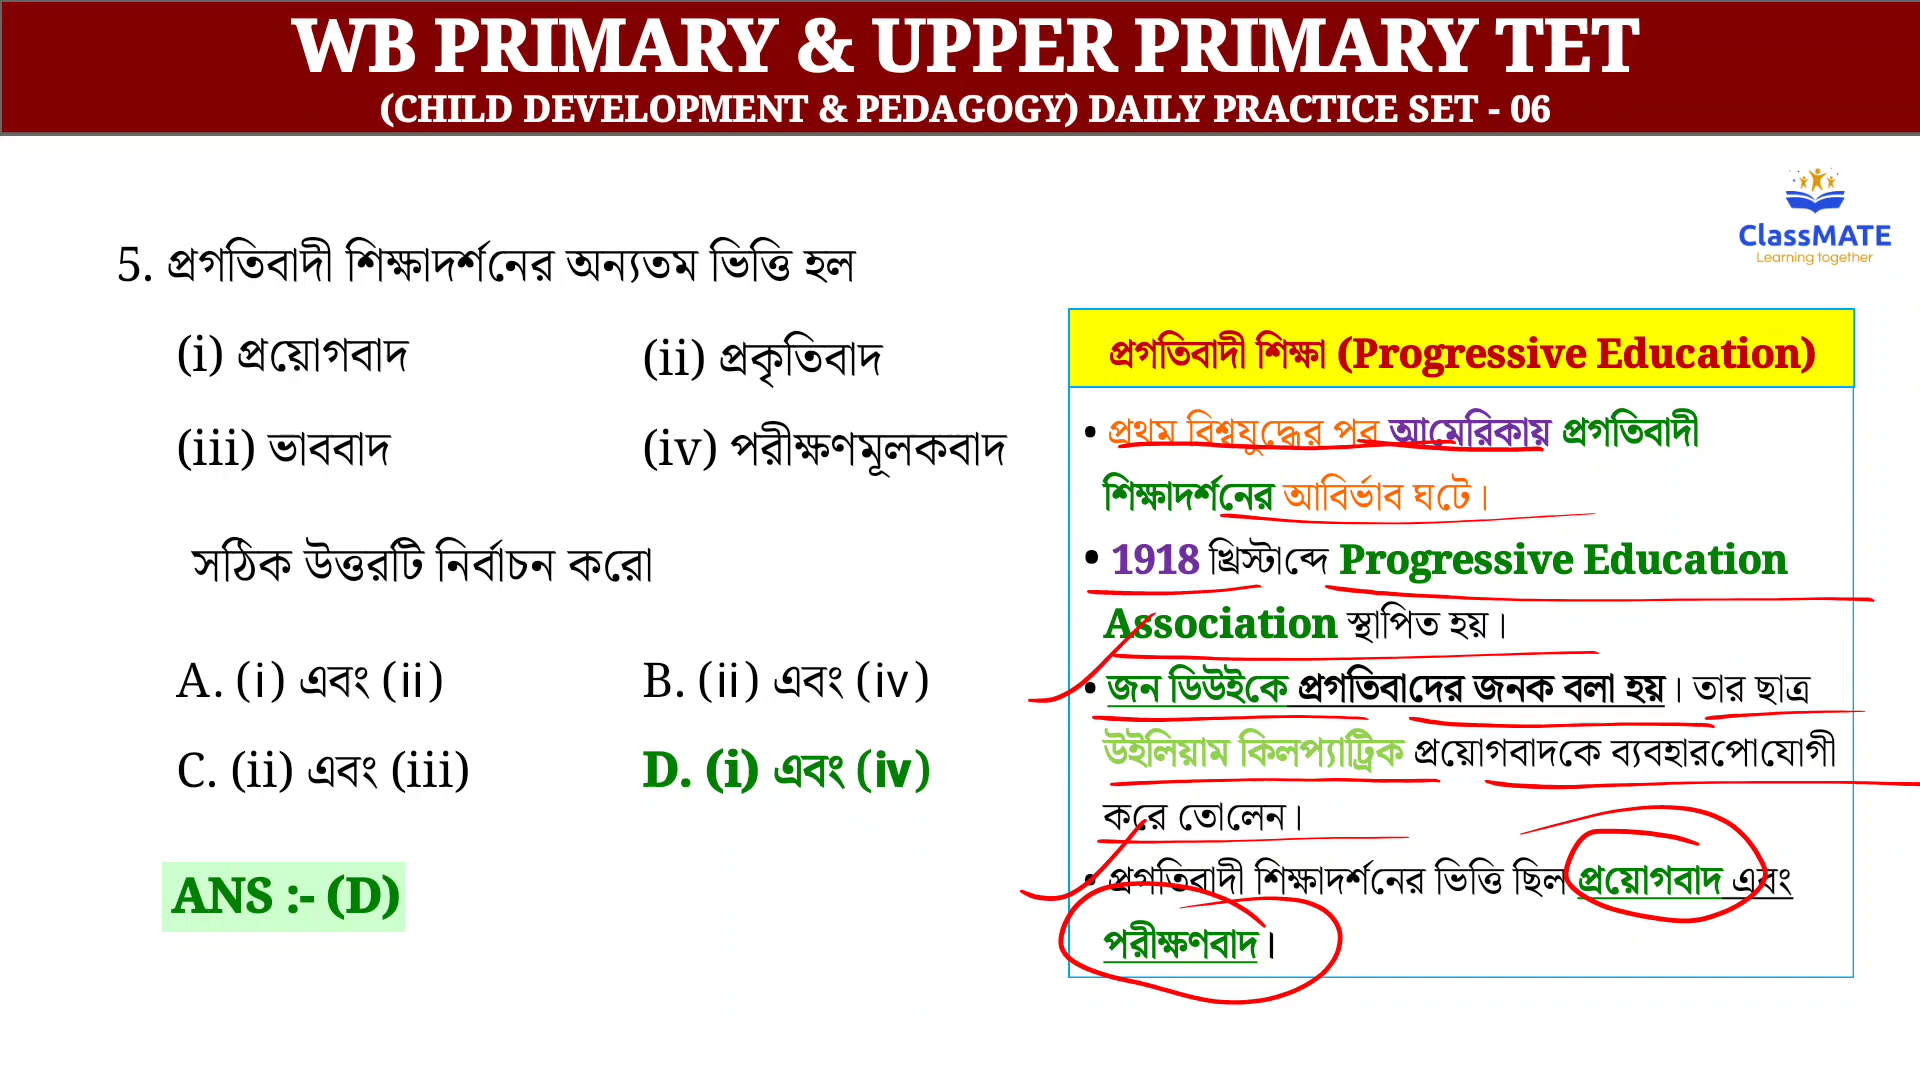 WB PRIMARY & UPPER PRIMARY TET
(CHILD DEVELOPMENT & PEDAGOGY) DAILY PRACTICE SET - 06
ClassMATE
Learning together
5. প্রগতিবাদী শিক্ষাদর্শনের অন্যতম ভিত্তি হল
(i) প্রয়োগবাদ (ii) প্রকৃতিবাদ
(iii) ভাববাদ (iv) পরীক্ষণমূলকবাদ
সঠিক উত্তরটি নির্বাচন করো
A. (i) এবং (ii) B. (ii) এবং (iv)
C. (ii) এবং (iii) D. (i) এবং (iv)
ANS :- (D)
প্রগতিবাদী শিক্ষা (Progressive Education)
• প্রথম বিশ্বযুদ্ধের পর আমেরিকায় প্রগতিবাদী
শিক্ষাদর্শনের আবির্ভাব ঘটে।
• 1918 খ্রিস্টাব্দে Progressive Education
Association স্থাপিত হয়।
• জন ডিউইকে প্রগতিবাদের জনক বলা হয়। তার ছাত্র
উইলিয়াম কিলপ্যাট্রিক প্রয়োগবাদকে ব্যবহারপোযোগী
করে তোলেন।
• প্রগতিবাদী শিক্ষাদর্শনের ভিত্তি ছিল প্রয়োগবাদ এবং
পরীক্ষণবাদ।